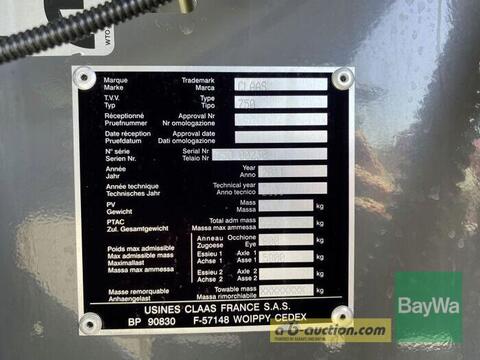 WTO
Marque Trademark
Marke Marca CLAAS
T.V.V. Type
Typ Tipo 750
Réceptionné Approval Nr
Pruefnummer Nr omologazione
Date réception Approval date
Pruefdatum Dati omologazione
N° série Serial Nr
Serien Nr. Telaio Nr
Année Year
Jahr Anno
Année technique Technical year
Technisches Jahr Anno tecnico
PV Mass kg
Gewicht Massa
PTAC Total adm mass kg
Zul. Gesamtgewicht Massa max ammessa
Poids max admissible Anneau Occhione kg
Max admissible mass Zugoese Eye
Maximallast Essieu 1 Axle 1 kg
Massa max ammessa Achse 1 Asse 1
Essieu 2 Axle 2 kg
Achse 2 Asse 2
Masse remorquable Towable mass kg
Anhaengelast Massa rimorchiabile
USINES CLAAS FRANCE S.A.S.
BP 90830 F-57148 WOIPPY CEDEX
BayWa
a-b-auction.com